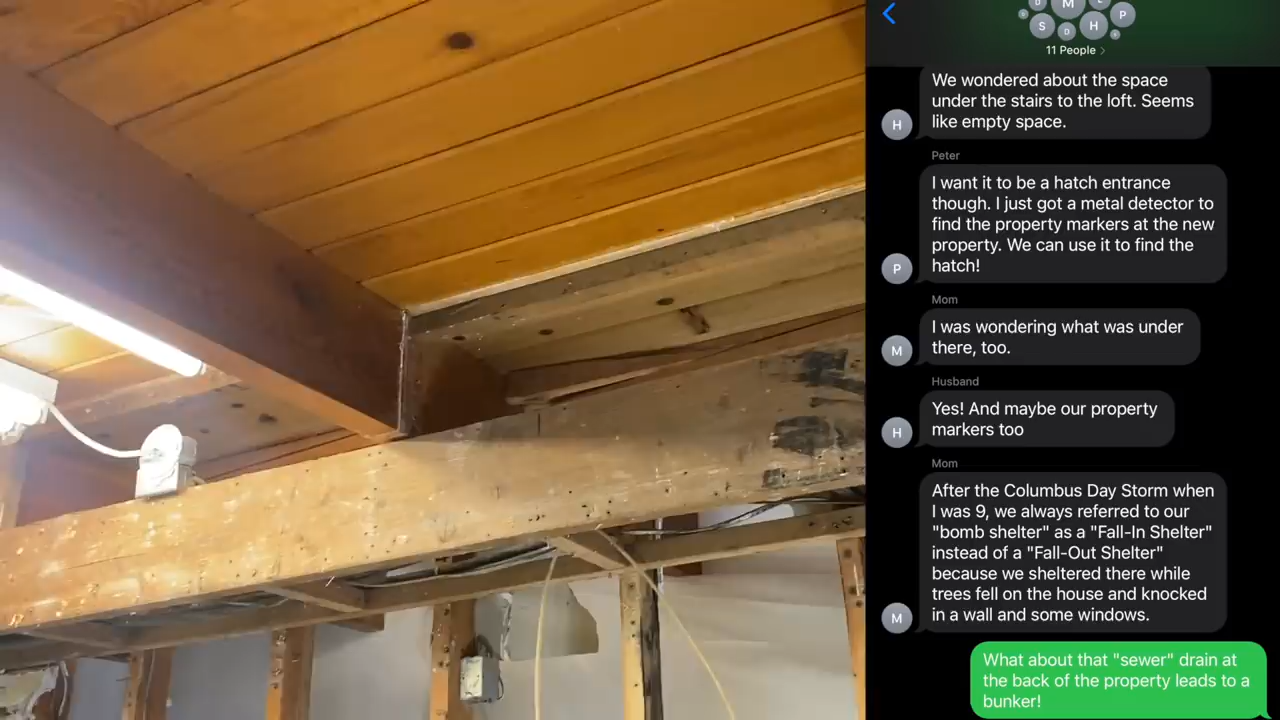 M
S
D
H
P
11 People >
We wondered about the space
under the stairs to the loft. Seems
like empty space.
H
Peter
I want it to be a hatch entrance
though. I just got a metal detector to
find the property markers at the new
property. We can use it to find the
hatch!
P
Mom
I was wondering what was under
there, too.
M
Husband
Yes! And maybe our property
markers too
H
Mom
After the Columbus Day Storm when
I was 9, we always referred to our
"bomb shelter" as a "Fall-In Shelter"
instead of a "Fall-Out Shelter"
because we sheltered there while
trees fell on the house and knocked
in a wall and some windows.
M
What about that "sewer" drain at
the back of the property leads to a
bunker!